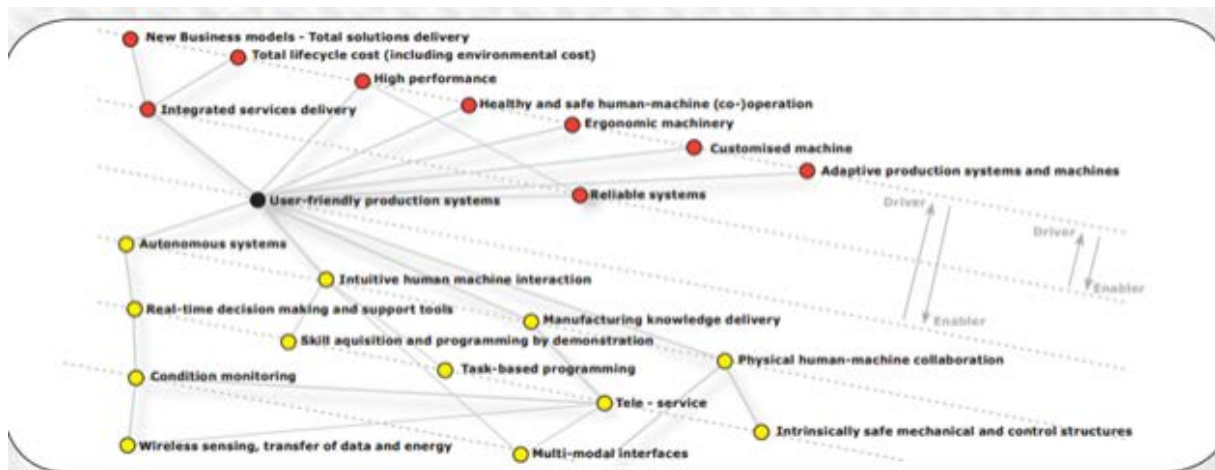 New Business models - Total solutions delivery
Total lifecycle cost (including environmental cost)
High performance
Integrated services delivery
Healthy and safe human-machine (co-)operation
Ergonomic machinery
Customised machine
Adaptive production systems and machines
User-friendly production systems
Reliable systems
Driver
Driver
Autonomous systems
Intuitive human machine interaction
Enabler
Real-time decision making and support tools
Manufacturing knowledge delivery
Enabler
Skill aquisition and programming by demonstration
Physical human-machine collaboration
Condition monitoring
Task-based programming
Tele - service
Intrinsically safe mechanical and control structures
Wireless sensing, transfer of data and energy
Multi-modal interfaces